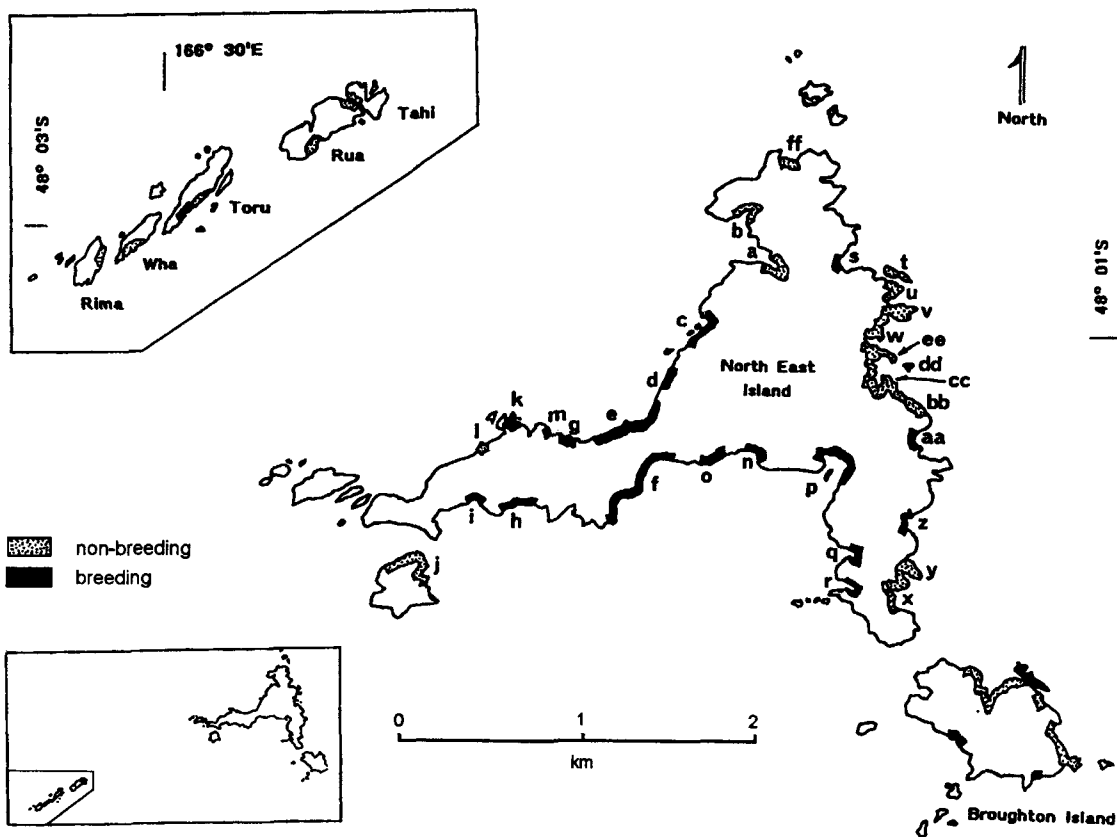 166° 30'E
48° 03'S
Tahi
Rua
Toru
Wha
Rima
North
48° 01'S
ff
b
a
s
t
u
v
w
ee
dd
cc
bb
aa
c
d
North East
Island
k
l
m
g
e
f
o
n
p
i
h
j
z
q
y
r
x
non-breeding
breeding
0
1
2
km
Broughton Island